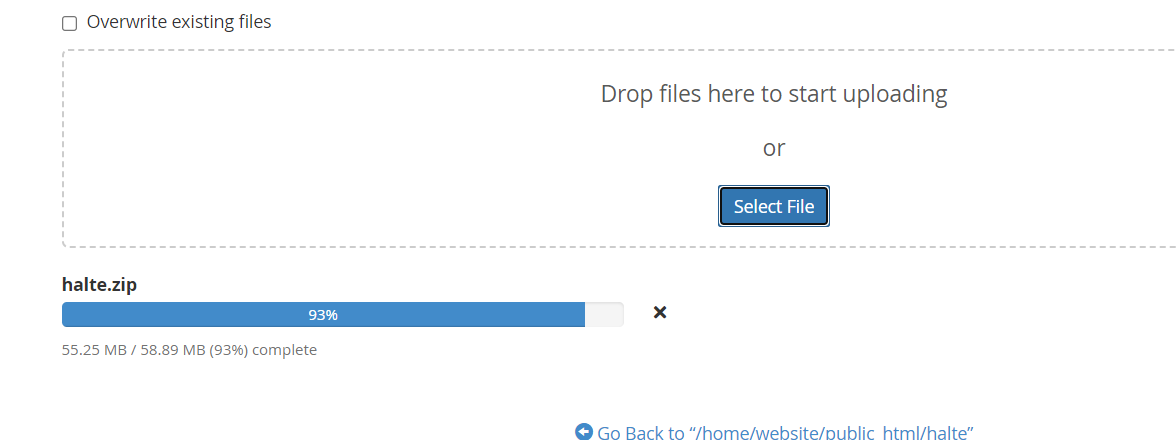 Overwrite existing files
Drop files here to start uploading
or
Select File
halte.zip
93%
55.25 MB / 58.89 MB (93%) complete
Go Back to “/home/website/public_html/halte”